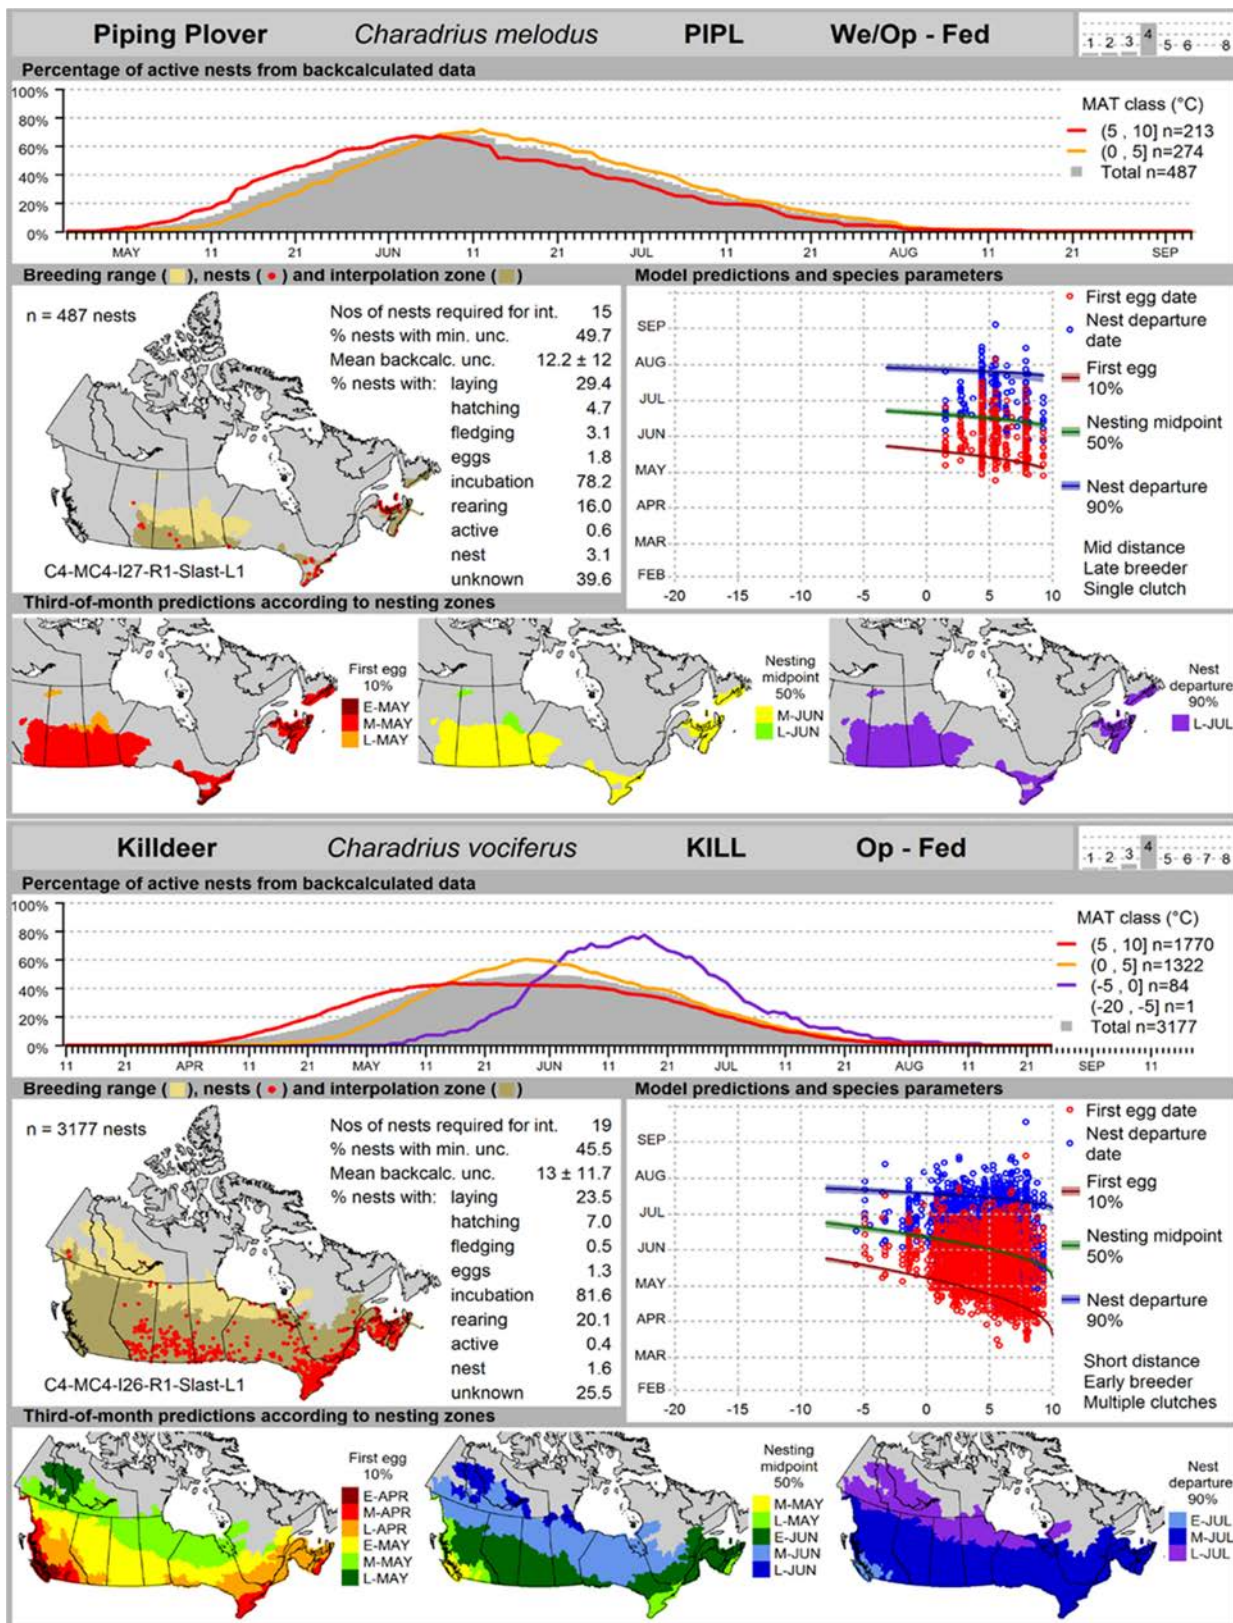 Piping Plover Charadrius melodus PIPL We/Op - Fed
1 2 3 4 5 6 8
Percentage of active nests from backcalculated data
100%
80%
60%
40%
20%
0%
MAT class (°C)
(5 , 10] n=213
(0 , 5] n=274
Total n=487
MAY 11 21 JUN 11 21 JUL 11 21 AUG 11 21 SEP
Breeding range ( ), nests ( ) and interpolation zone ( )
n = 487 nests
Nos of nests required for int. 15
% nests with min. unc. 49.7
Mean backcalc. unc. 12.2 ± 12
% nests with: laying 29.4
hatching 4.7
fledging 3.1
eggs 1.8
incubation 78.2
rearing 16.0
active 0.6
nest 3.1
unknown 39.6
C4-MC4-I27-R1-Slast-L1
Model predictions and species parameters
SEP
AUG
JUL
JUN
MAY
APR
MAR
FEB
-20 -15 -10 -5 0 5 10
First egg date
Nest departure
date
First egg
10%
Nesting midpoint
50%
Nest departure
90%
Mid distance
Late breeder
Single clutch
Third-of-month predictions according to nesting zones
First egg
10%
E-MAY
M-MAY
L-MAY
Nesting
midpoint
50%
M-JUN
L-JUN
Nest
departure
90%
L-JUL
Killdeer Charadrius vociferus KILL Op - Fed
1 2 3 4 5 6 7 8
Percentage of active nests from backcalculated data
100%
80%
60%
40%
20%
0%
MAT class (°C)
(5 , 10] n=1770
(0 , 5] n=1322
(-5 , 0] n=84
(-20 , -5] n=1
Total n=3177
11 21 APR 11 21 MAY 11 21 JUN 11 21 JUL 11 21 AUG 11 21 SEP 11
Breeding range ( ), nests ( ) and interpolation zone ( )
n = 3177 nests
Nos of nests required for int. 19
% nests with min. unc. 45.5
Mean backcalc. unc. 13 ± 11.7
% nests with: laying 23.5
hatching 7.0
fledging 0.5
eggs 1.3
incubation 81.6
rearing 20.1
active 0.4
nest 1.6
unknown 25.5
C4-MC4-I26-R1-Slast-L1
Model predictions and species parameters
SEP
AUG
JUL
JUN
MAY
APR
MAR
FEB
-20 -15 -10 -5 0 5 10
First egg date
Nest departure
date
First egg
10%
Nesting midpoint
50%
Nest departure
90%
Short distance
Early breeder
Multiple clutches
Third-of-month predictions according to nesting zones
First egg
10%
E-APR
M-APR
L-APR
E-MAY
M-MAY
L-MAY
Nesting
midpoint
50%
M-MAY
L-MAY
E-JUN
M-JUN
L-JUN
Nest
departure
90%
E-JUL
M-JUL
L-JUL